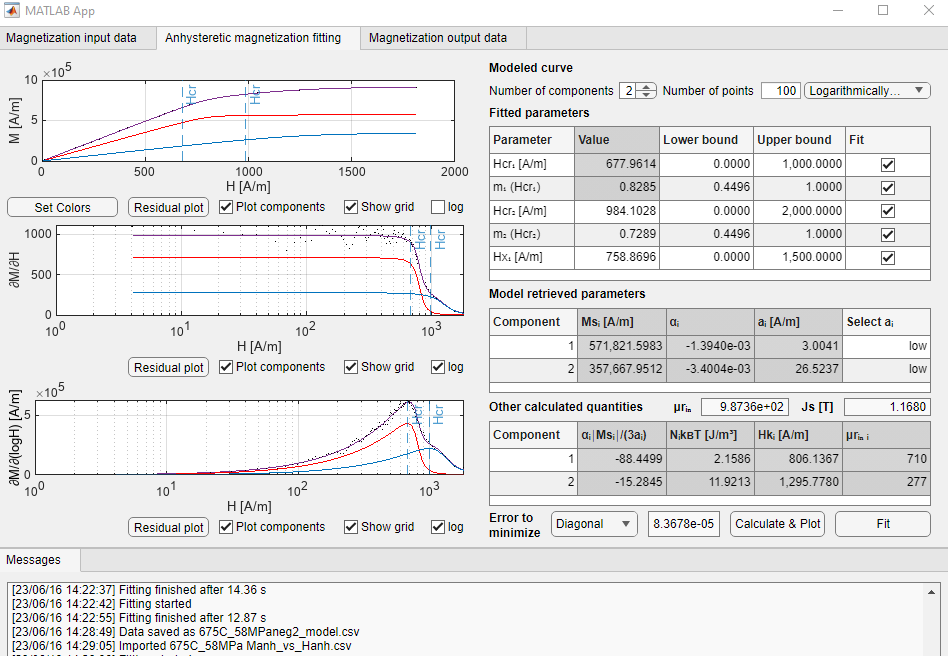 MATLAB App
Magnetization input data
Anhysteretic magnetization fitting
Magnetization output data
×10⁵
10
5
0
M [A/m]
Hcr
Hcr
0 500 1000 1500 2000
H [A/m]
Set Colors
Residual plot
Plot components
Show grid
log
1000
500
0
∂M/∂H
Hcr
Hcr
10⁰ 10¹ 10² 10³
H [A/m]
Residual plot
Plot components
Show grid
log
×10⁵
5
0
∂M/∂(logH) [A/m]
Hcr
Hcr
10⁰ 10¹ 10² 10³
H [A/m]
Residual plot
Plot components
Show grid
log
Modeled curve
Number of components 2 Number of points 100 Logarithmically...
Fitted parameters
Parameter Value Lower bound Upper bound Fit
Hcr₁ [A/m] 677.9614 0.0000 1,000.0000
m₁ (Hcr₁) 0.8285 0.4496 1.0000
Hcr₂ [A/m] 984.1028 0.0000 2,000.0000
m₂ (Hcr₂) 0.7289 0.4496 1.0000
Hx₁ [A/m] 758.8696 0.0000 1,500.0000
Model retrieved parameters
Component Msᵢ [A/m] αᵢ aᵢ [A/m] Select aᵢ
1 571,821.5983 -1.3940e-03 3.0041 low
2 357,667.9512 -3.4004e-03 26.5237 low
Other calculated quantities μrᵢₙ 9.8736e+02 Js [T] 1.1680
Component αᵢ|Msᵢ|/(3aᵢ) NᵢkʙT [J/m³] Hkᵢ [A/m] μrᵢₙ ᵢ
1 -88.4499 2.1586 806.1367 710
2 -15.2845 11.9213 1,295.7780 277
Error to
minimize
Diagonal 8.3678e-05 Calculate & Plot Fit
Messages
[23/06/16 14:22:37] Fitting finished after 14.36 s
[23/06/16 14:22:42] Fitting started
[23/06/16 14:22:55] Fitting finished after 12.87 s
[23/06/16 14:28:49] Data saved as 675C_58MPaneg2_model.csv
[23/06/16 14:29:05] Imported 675C_58MPa Manh_vs_Hanh.csv